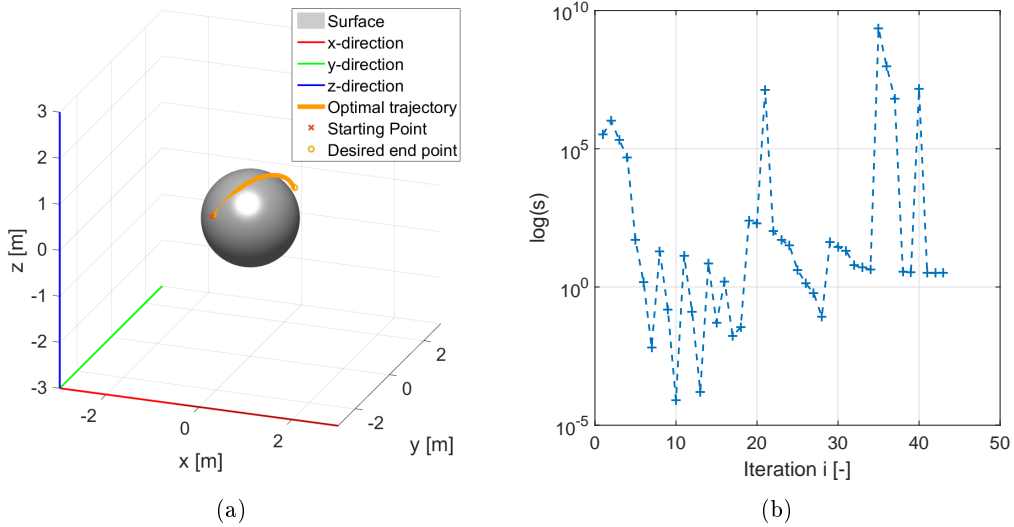 Surface
x-direction
y-direction
z-direction
Optimal trajectory
Starting Point
Desired end point
3
2
1
0
-1
-2
-3
z [m]
-2
0
2
x [m]
-2
0
2
y [m]
(a)
10^10
10^5
10^0
10^-5
log(s)
0
10
20
30
40
50
Iteration i [-]
(b)